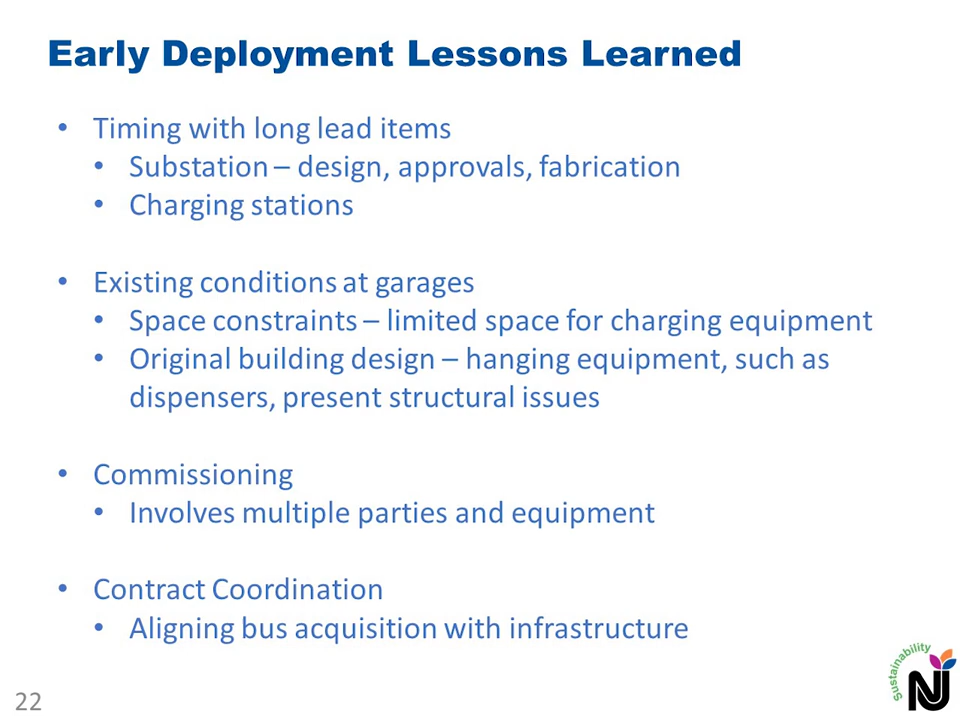 Early Deployment Lessons Learned
• Timing with long lead items
• Substation – design, approvals, fabrication
• Charging stations
• Existing conditions at garages
• Space constraints – limited space for charging equipment
• Original building design – hanging equipment, such as
dispensers, present structural issues
• Commissioning
• Involves multiple parties and equipment
• Contract Coordination
• Aligning bus acquisition with infrastructure
Sustainability
NJ
22